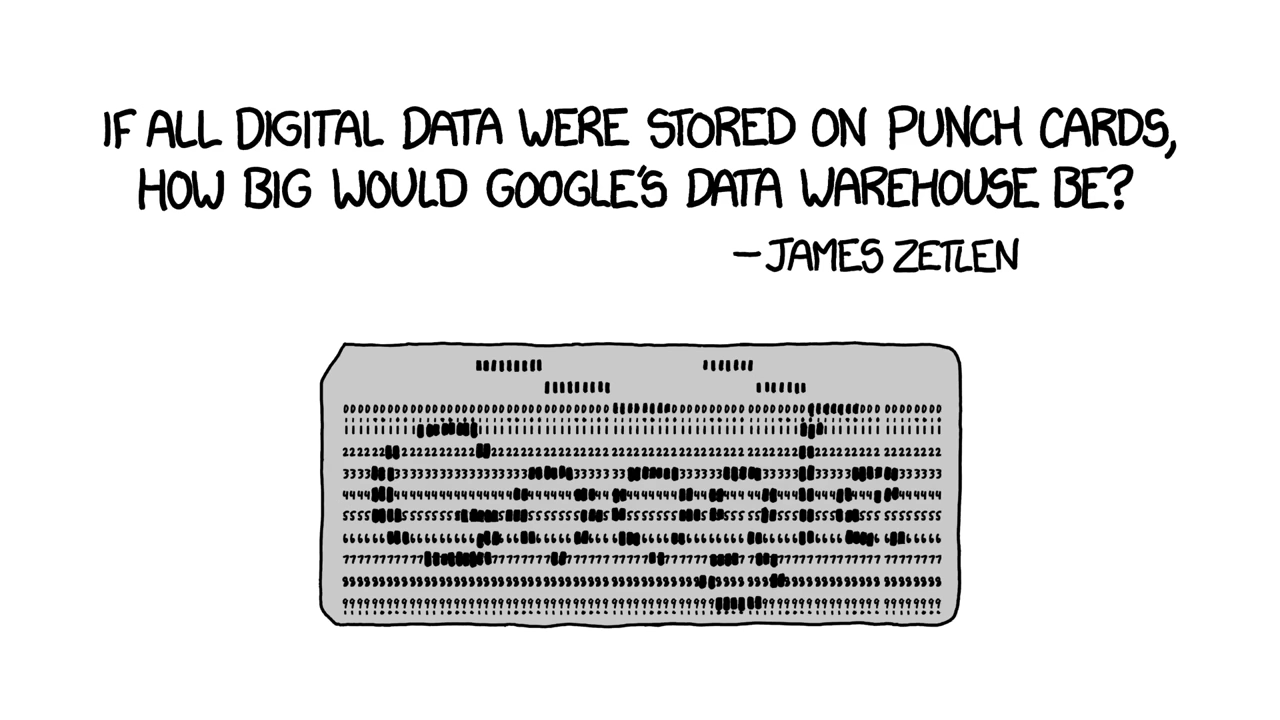 IF ALL DIGITAL DATA WERE STORED ON PUNCH CARDS,
HOW BIG WOULD GOOGLE'S DATA WAREHOUSE BE?
—JAMES ZETLEN